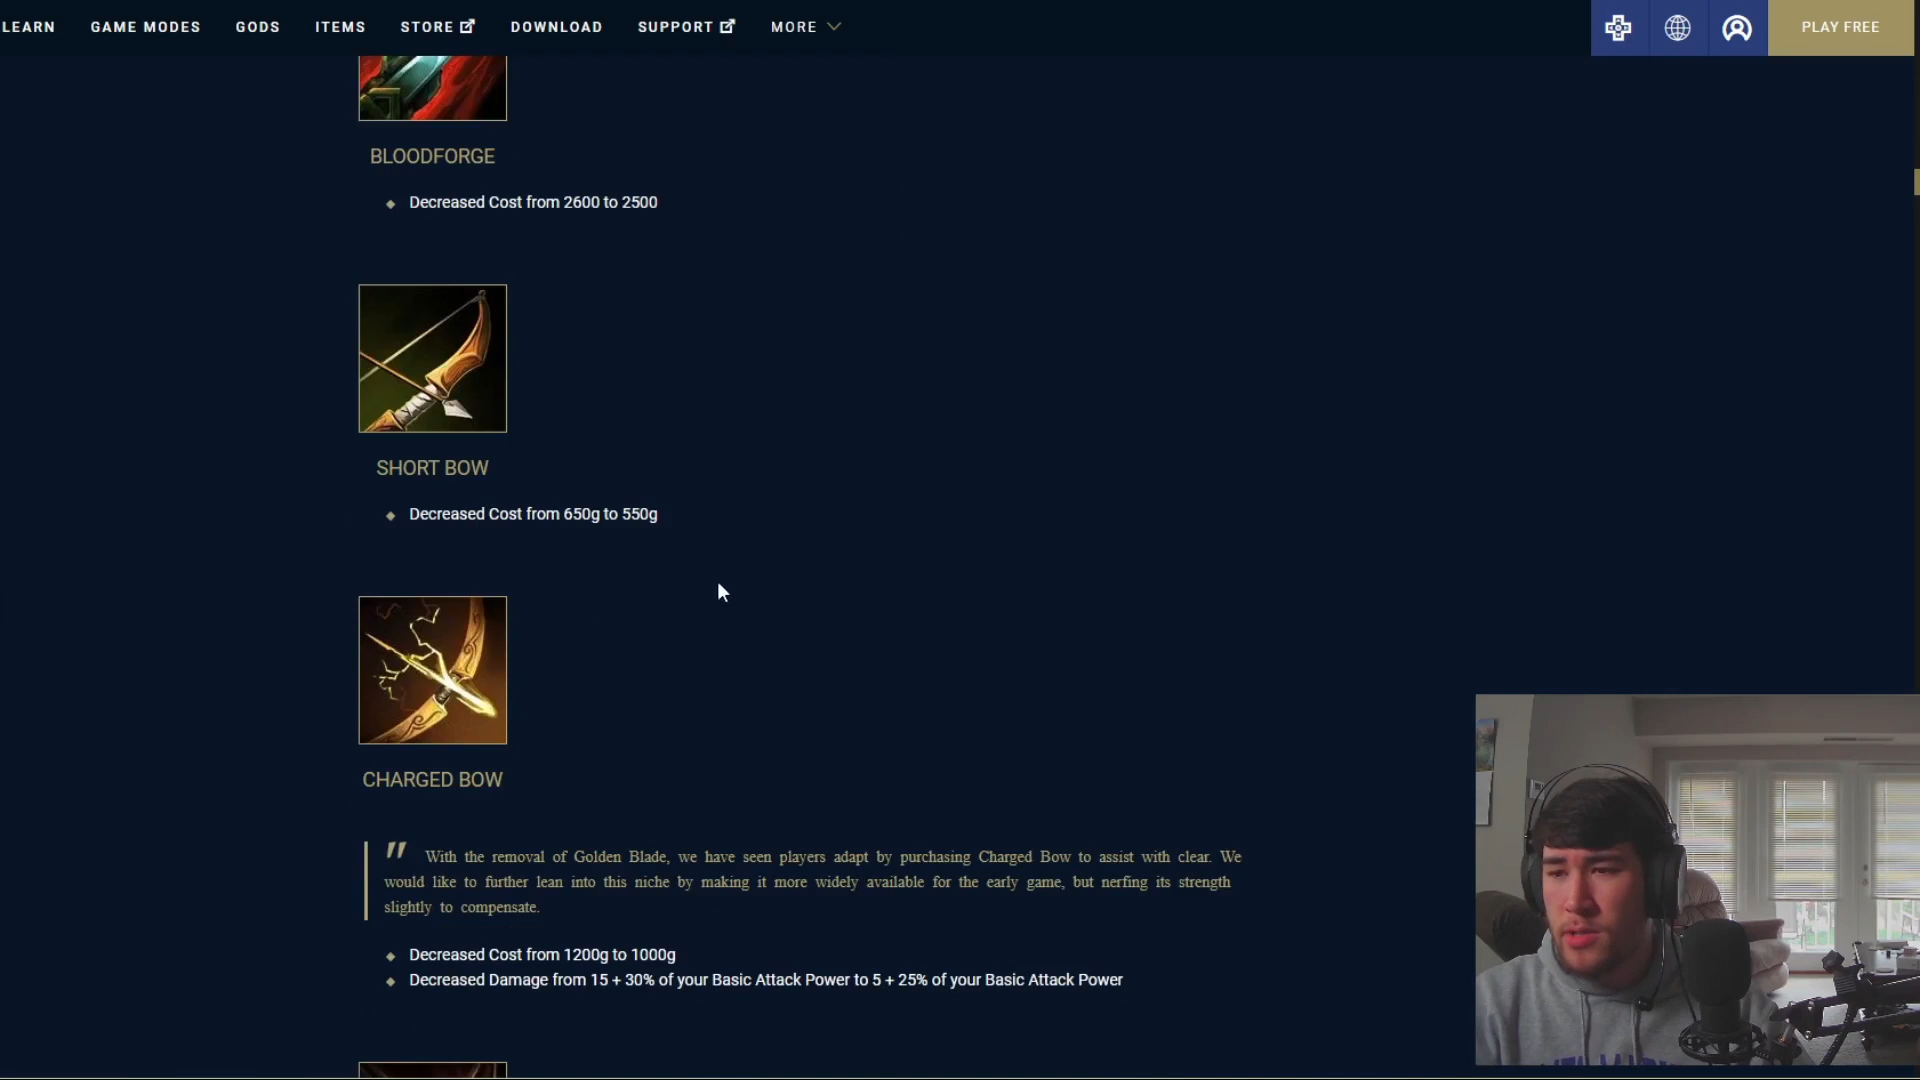 LEARN GAME MODES GODS ITEMS STORE DOWNLOAD SUPPORT MORE PLAY FREE
BLOODFORGE
Decreased Cost from 2600 to 2500
SHORT BOW
Decreased Cost from 650g to 550g
CHARGED BOW
" With the removal of Golden Blade, we have seen players adapt by purchasing Charged Bow to assist with clear. We
would like to further lean into this niche by making it more widely available for the early game, but nerfing its strength
slightly to compensate.
Decreased Cost from 1200g to 1000g
Decreased Damage from 15 + 30% of your Basic Attack Power to 5 + 25% of your Basic Attack Power